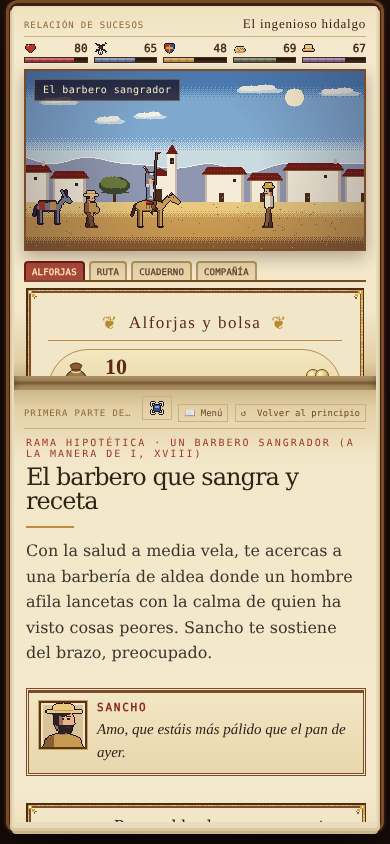 RELACIÓN DE SUCESOS
El ingenioso hidalgo
80 65 48 69 67
El barbero sangrador
ALFORJAS RUTA CUADERNO COMPAÑÍA
Alforjas y bolsa
10
PRIMERA PARTE DE…
📖 Menú
↺ Volver al principio
RAMA HIPOTÉTICA · UN BARBERO SANGRADOR (A
LA MANERA DE I, XVIII)
El barbero que sangra y
receta
Con la salud a media vela, te acercas a
una barbería de aldea donde un hombre
afila lancetas con la calma de quien ha
visto cosas peores. Sancho te sostiene
del brazo, preocupado.
SANCHO
Amo, que estáis más pálido que el pan de
ayer.